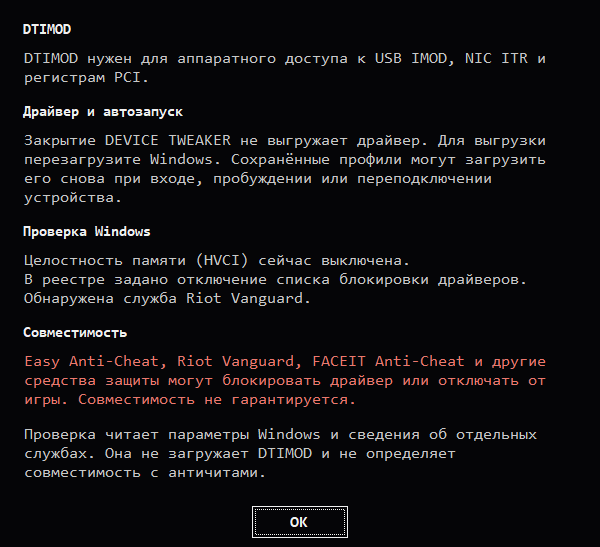 DTIMOD
DTIMOD нужен для аппаратного доступа к USB IMOD, NIC ITR и
регистрам PCI.
Драйвер и автозапуск
Закрытие DEVICE TWEAKER не выгружает драйвер. Для выгрузки
перезагрузите Windows. Сохранённые профили могут загрузить
его снова при входе, пробуждении или переподключении
устройства.
Проверка Windows
Целостность памяти (HVCI) сейчас выключена.
В реестре задано отключение списка блокировки драйверов.
Обнаружена служба Riot Vanguard.
Совместимость
Easy Anti-Cheat, Riot Vanguard, FACEIT Anti-Cheat и другие
средства защиты могут блокировать драйвер или отключать от
игры. Совместимость не гарантируется.
Проверка читает параметры Windows и сведения об отдельных
службах. Она не загружает DTIMOD и не определяет
совместимость с античитами.
OK